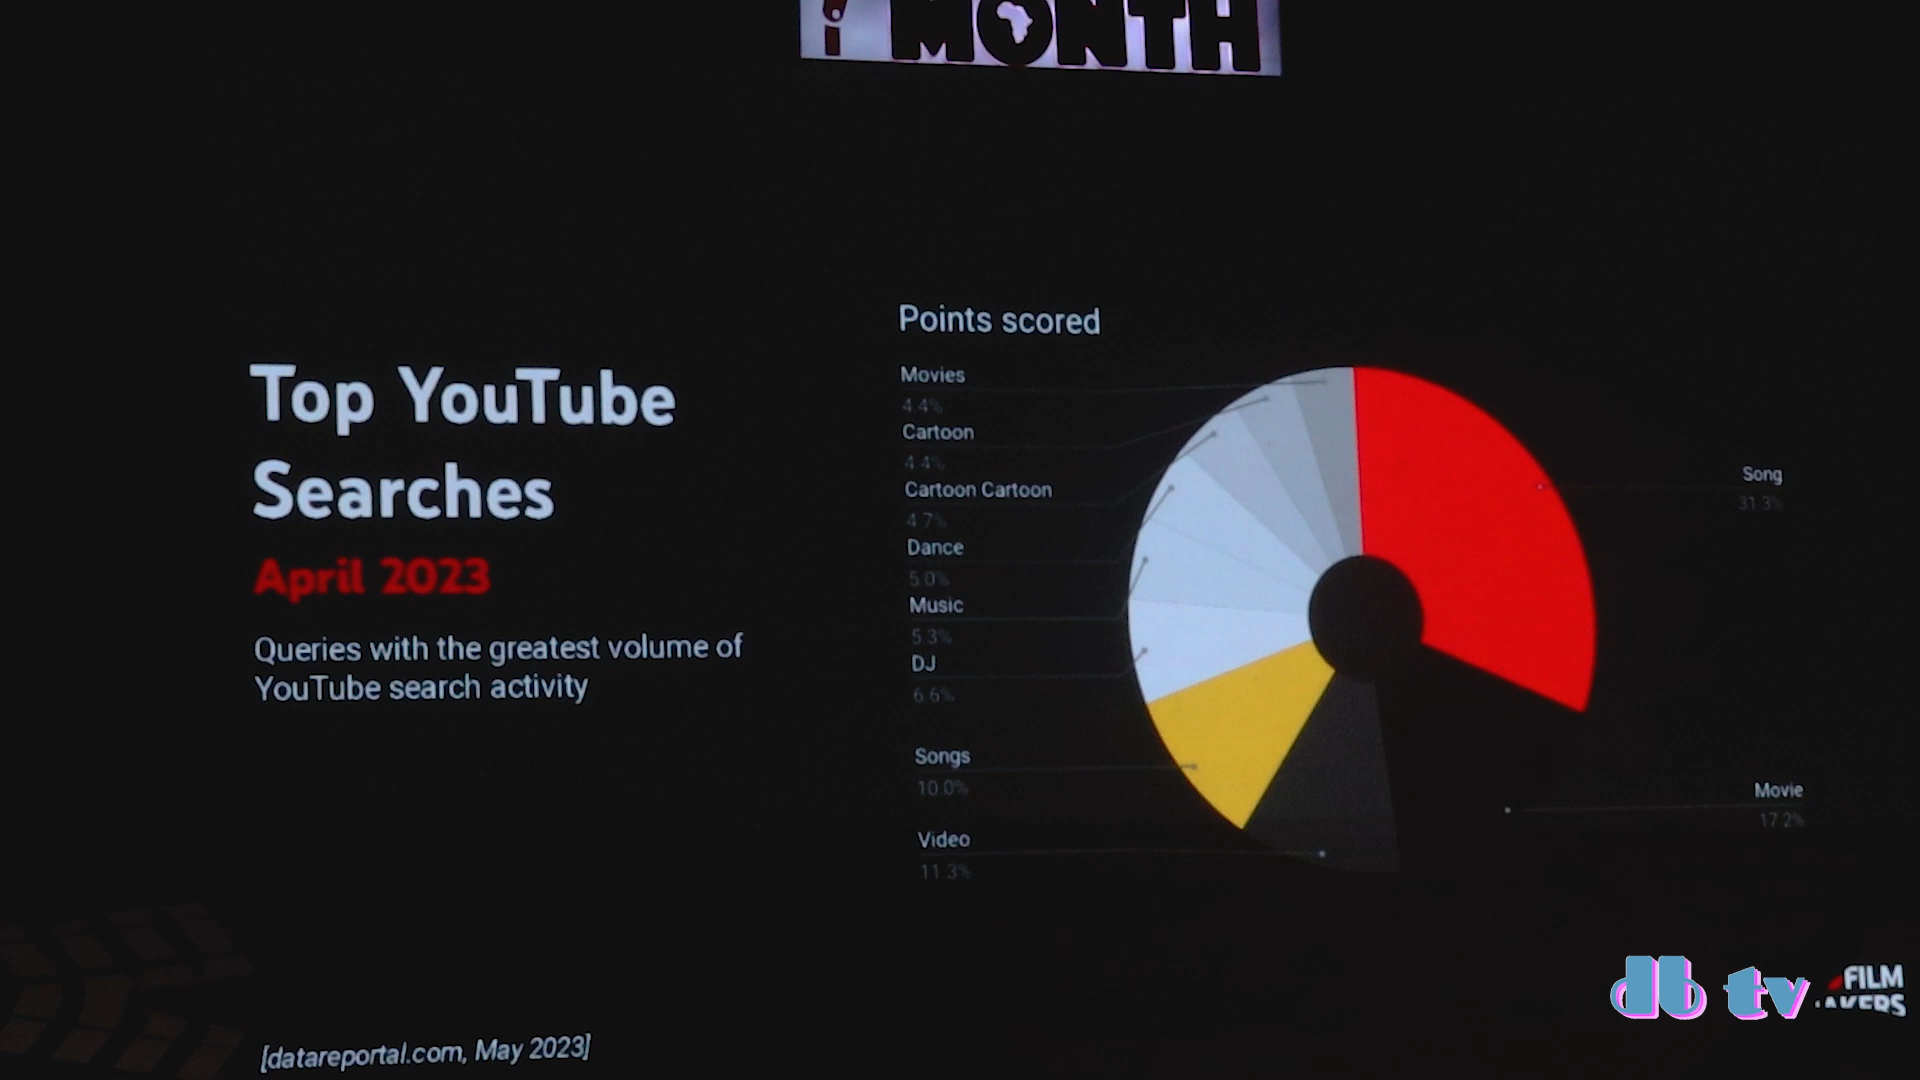 MONTH
Top YouTube
Searches
April 2023
Queries with the greatest volume of
YouTube search activity
Points scored
Movies
4.4%
Cartoon
4.4%
Cartoon Cartoon
4.7%
Dance
5.0%
Music
5.3%
DJ
6.6%
Songs
10.0%
Video
11.3%
Song
31.3%
Movie
17.2%
[datareportal.com, May 2023]
db tv
FILM